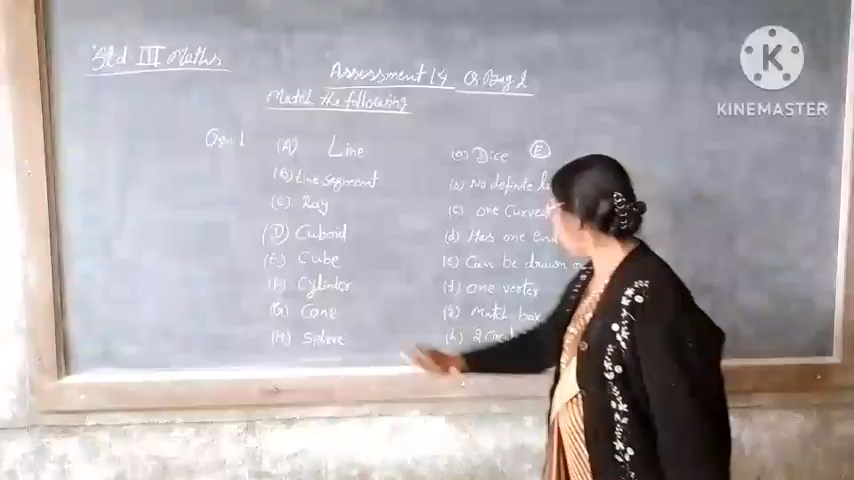 Std III Maths
Assessment 14
Match the following
(A) Line (a) Dice (E)
(B) Line Segment (b) No definite
(C) Ray (c) one Curved
(D) Cuboid (d) Has one end
(E) Cube (e) Can be drawn
(F) Cylinder (f) one vertex
(G) Cone (g) Match box
(H) Sphere (h) 2
K
KINEMASTER